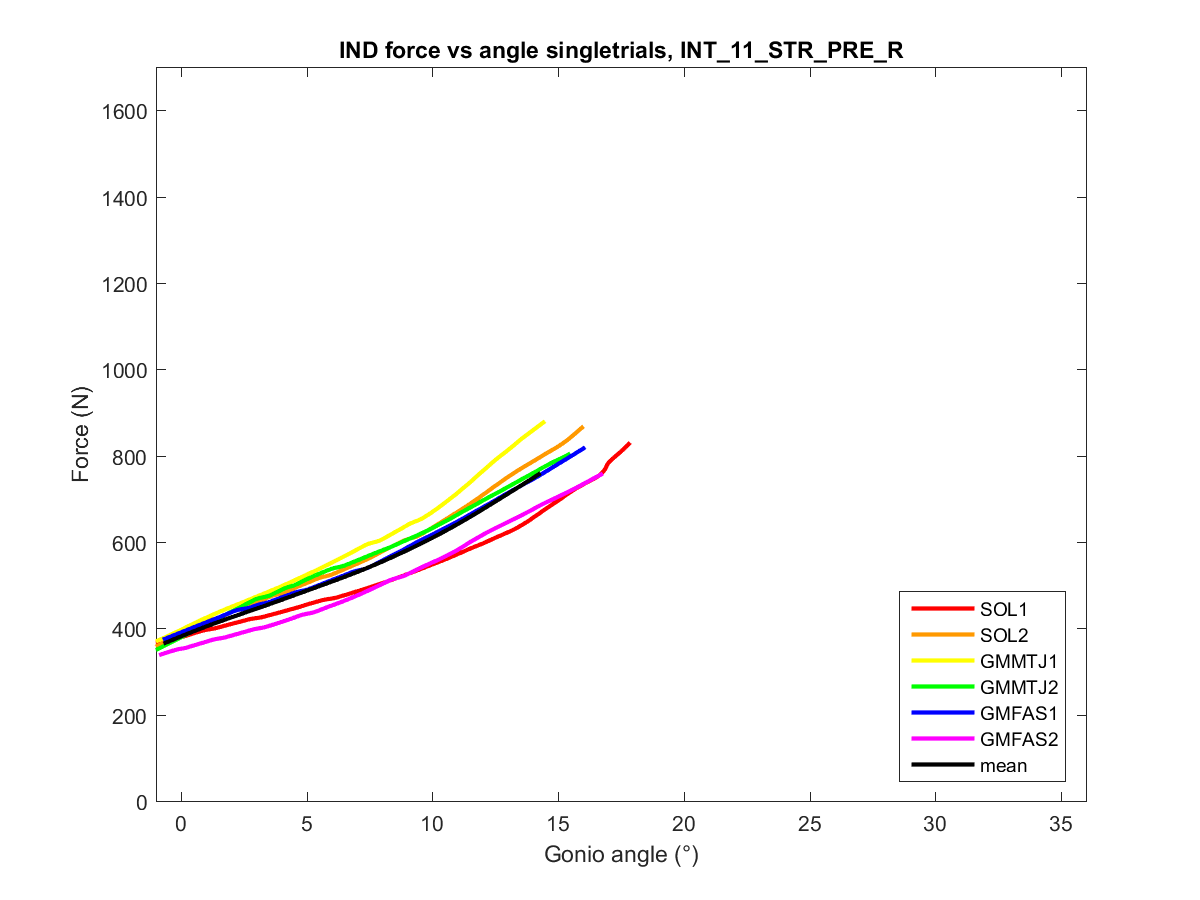 IND force vs angle singletrials, INT_11_STR_PRE_R
1600
1400
1200
1000
800
600
400
200
0
Force (N)
0 5 10 15 20 25 30 35
Gonio angle (°)
SOL1
SOL2
GMMTJ1
GMMTJ2
GMFAS1
GMFAS2
mean